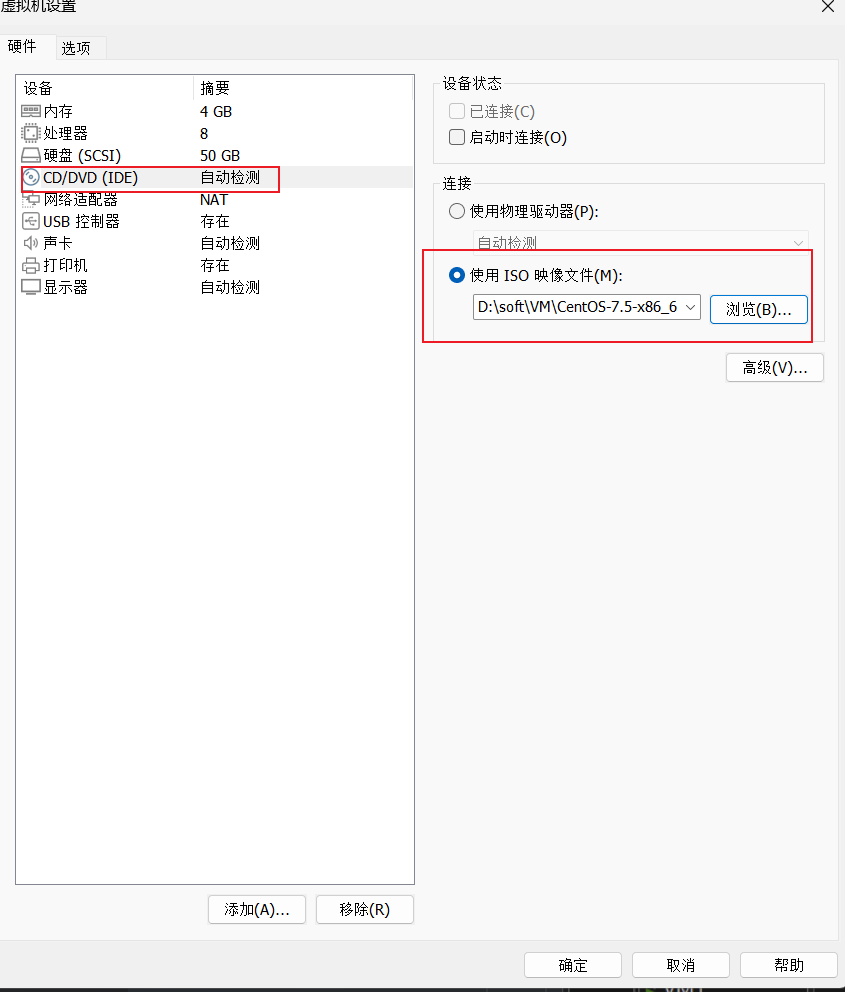 虚拟机设置
硬件 选项
设备 摘要
内存 4 GB
处理器 8
硬盘 (SCSI) 50 GB
CD/DVD (IDE) 自动检测
网络适配器 NAT
USB 控制器 存在
声卡 自动检测
打印机 存在
显示器 自动检测
添加(A)... 移除(R)
设备状态
已连接(C)
启动时连接(O)
连接
使用物理驱动器(P):
自动检测
使用 ISO 映像文件(M):
D:\soft\VM\CentOS-7.5-x86_6 浏览(B)...
高级(V)...
确定 取消 帮助